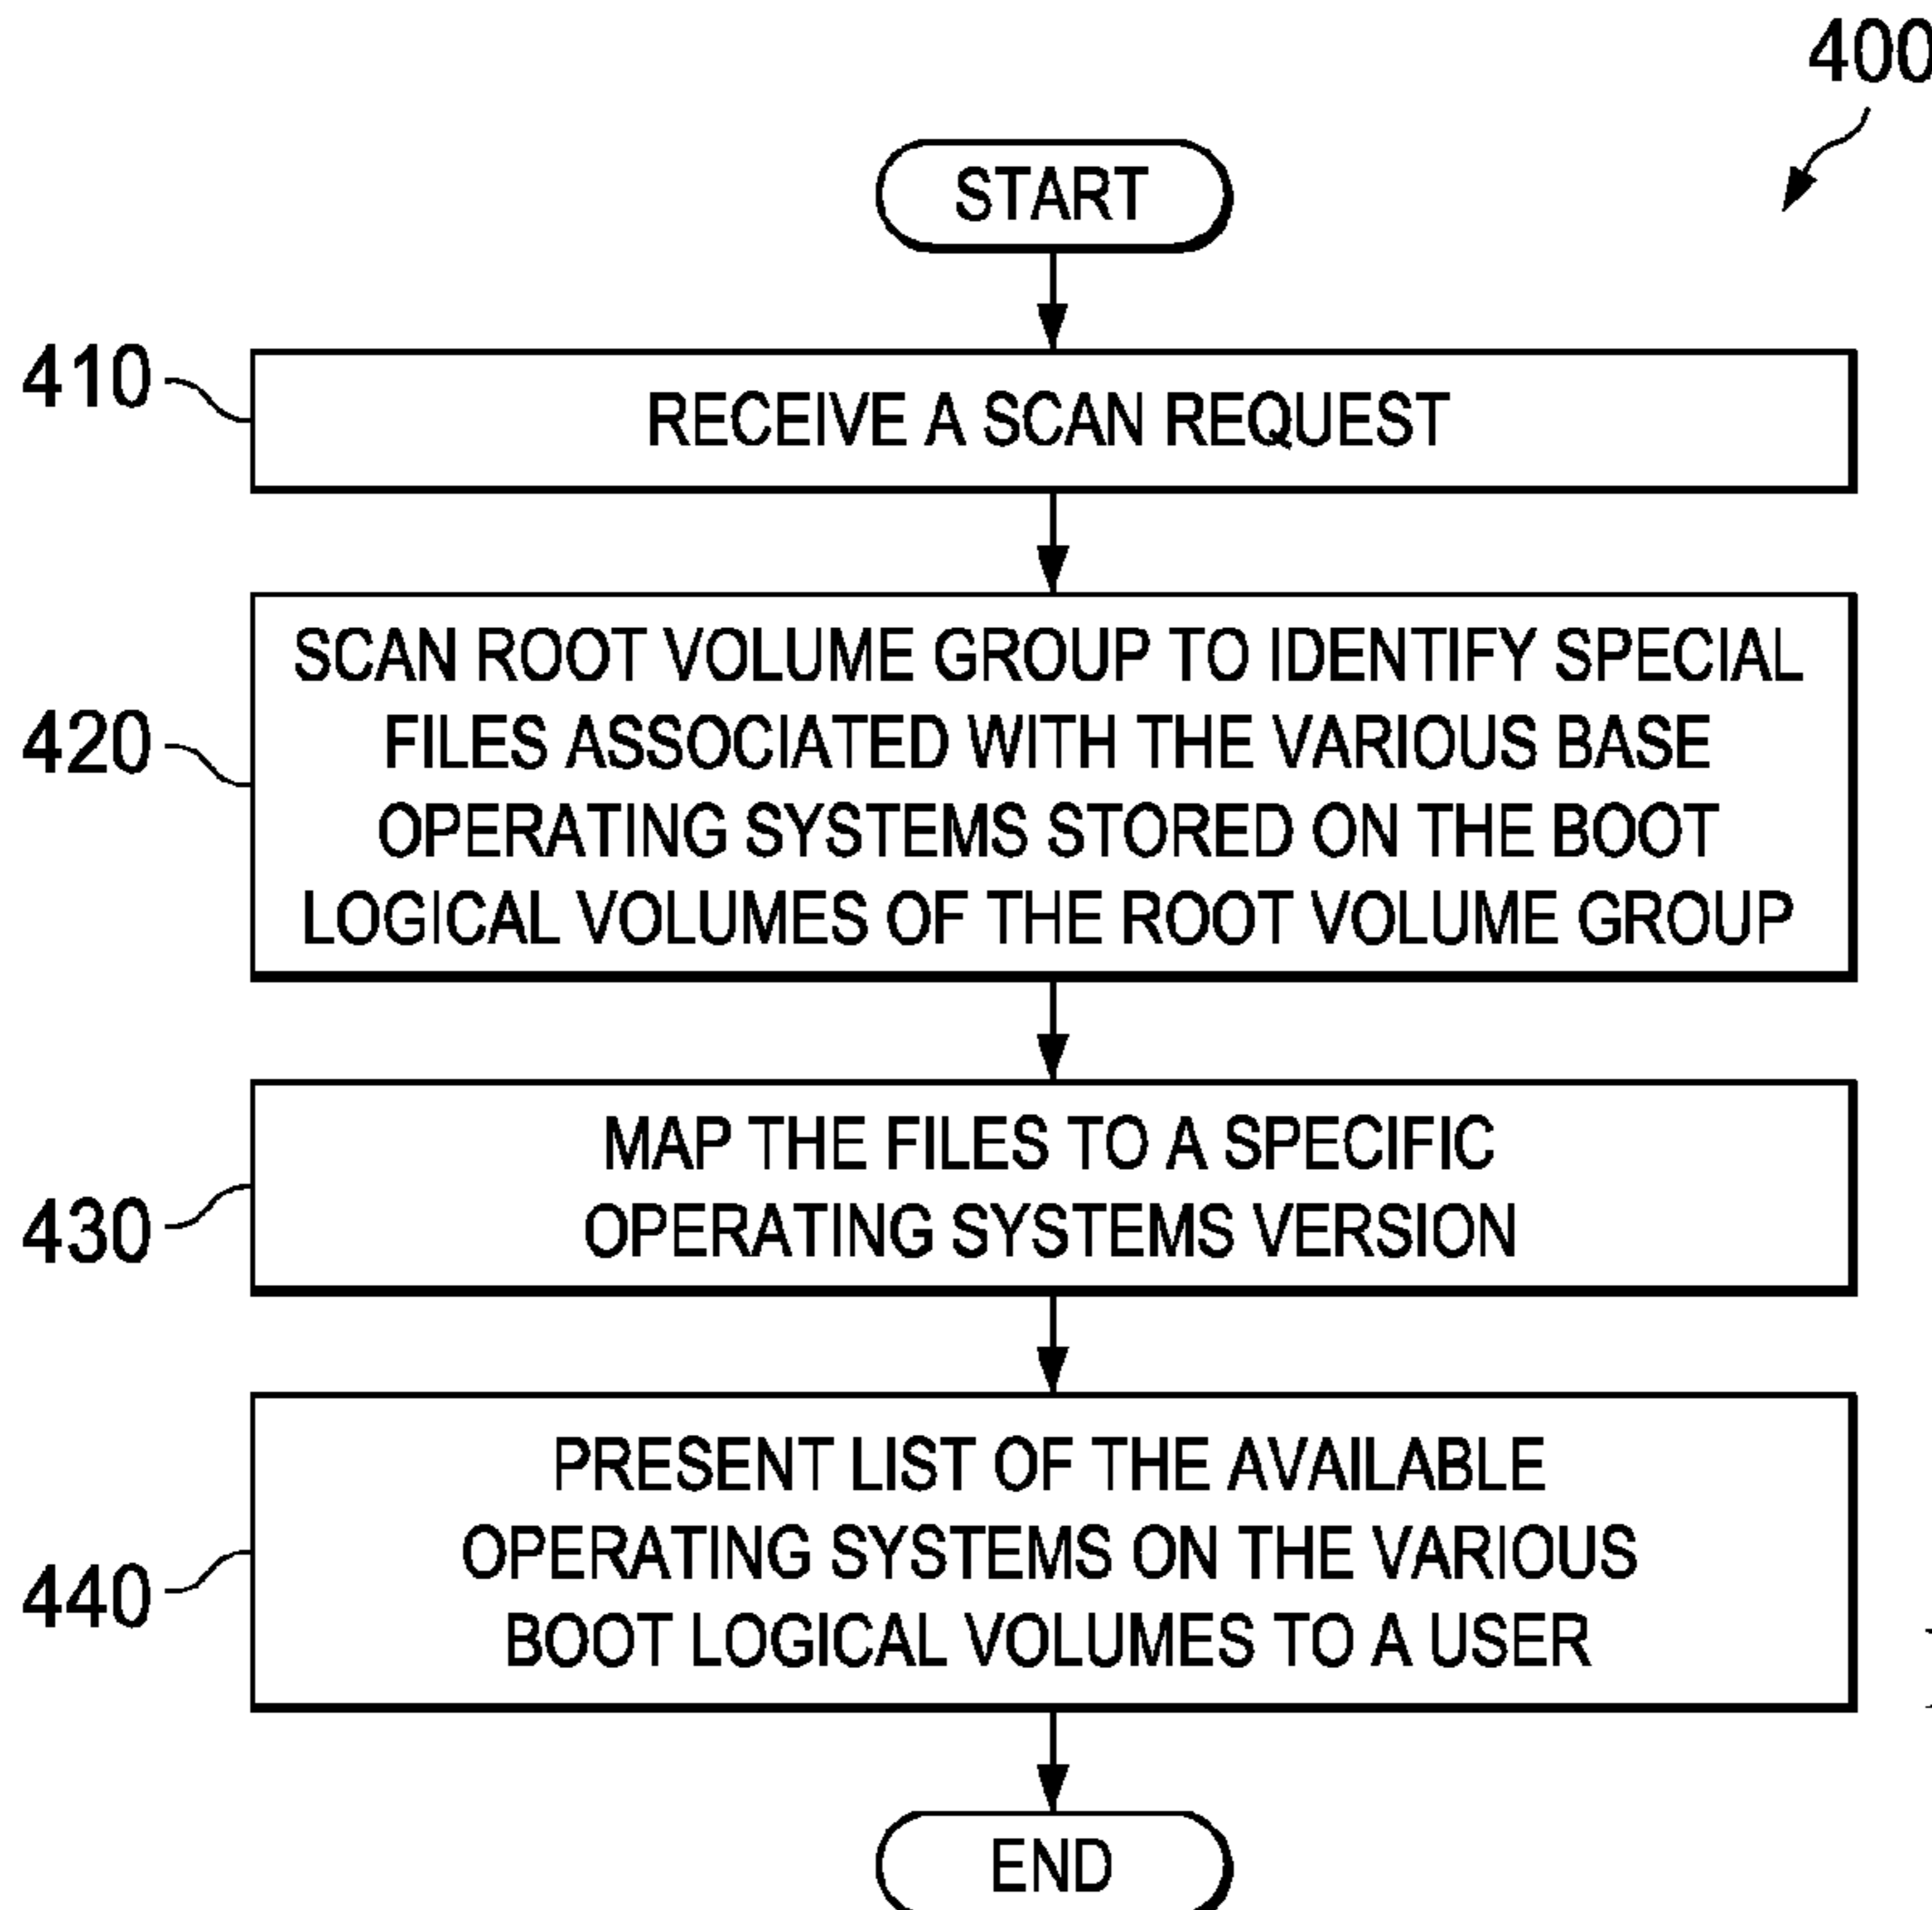 400
START
410
RECEIVE A SCAN REQUEST
420
SCAN ROOT VOLUME GROUP TO IDENTIFY SPECIAL
FILES ASSOCIATED WITH THE VARIOUS BASE
OPERATING SYSTEMS STORED ON THE BOOT
LOGICAL VOLUMES OF THE ROOT VOLUME GROUP
430
MAP THE FILES TO A SPECIFIC
OPERATING SYSTEMS VERSION
440
PRESENT LIST OF THE AVAILABLE
OPERATING SYSTEMS ON THE VARIOUS
BOOT LOGICAL VOLUMES TO A USER
END